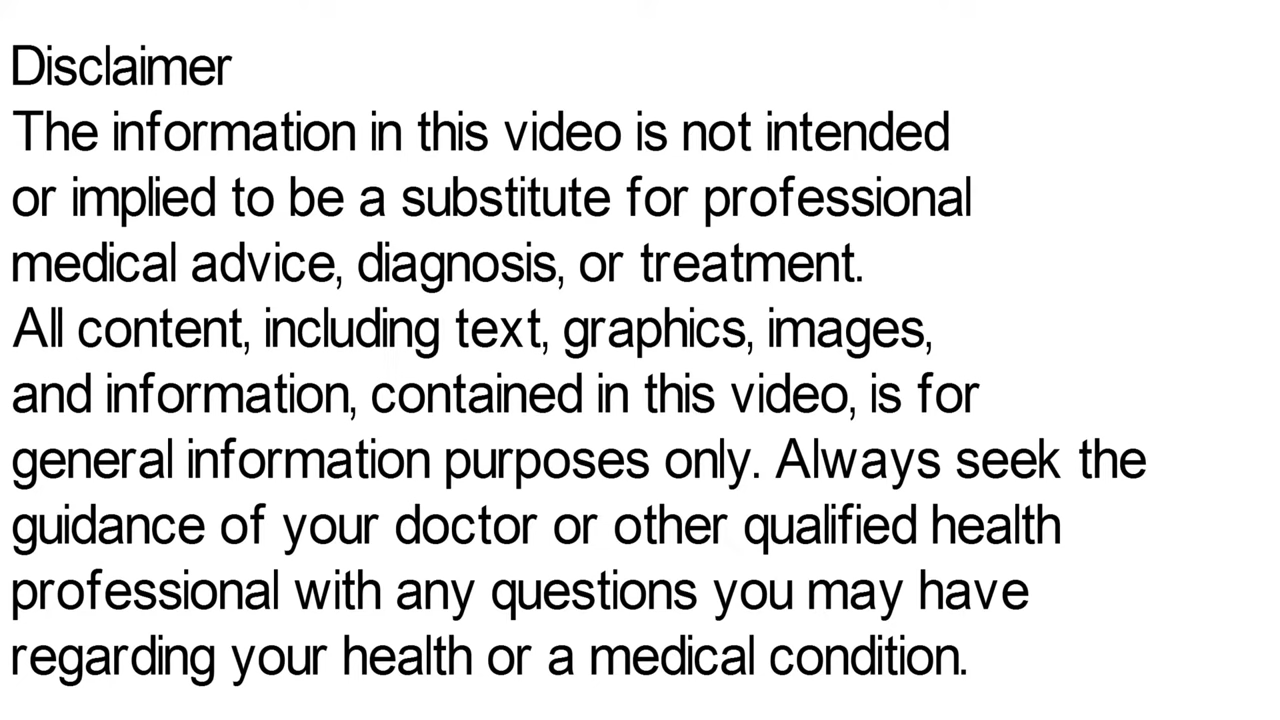 Disclaimer
The information in this video is not intended
or implied to be a substitute for professional
medical advice, diagnosis, or treatment.
All content, including text, graphics, images,
and information, contained in this video, is for
general information purposes only. Always seek the
guidance of your doctor or other qualified health
professional with any questions you may have
regarding your health or a medical condition.